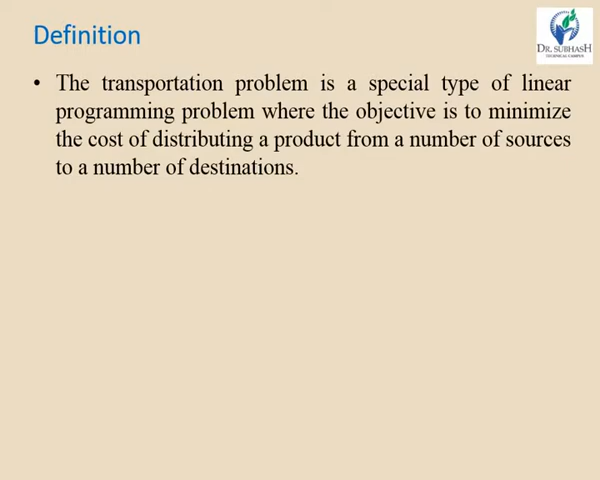 Definition
DR. SUBHASH
TECHNICAL CAMPUS
• The transportation problem is a special type of linear
programming problem where the objective is to minimize
the cost of distributing a product from a number of sources
to a number of destinations.